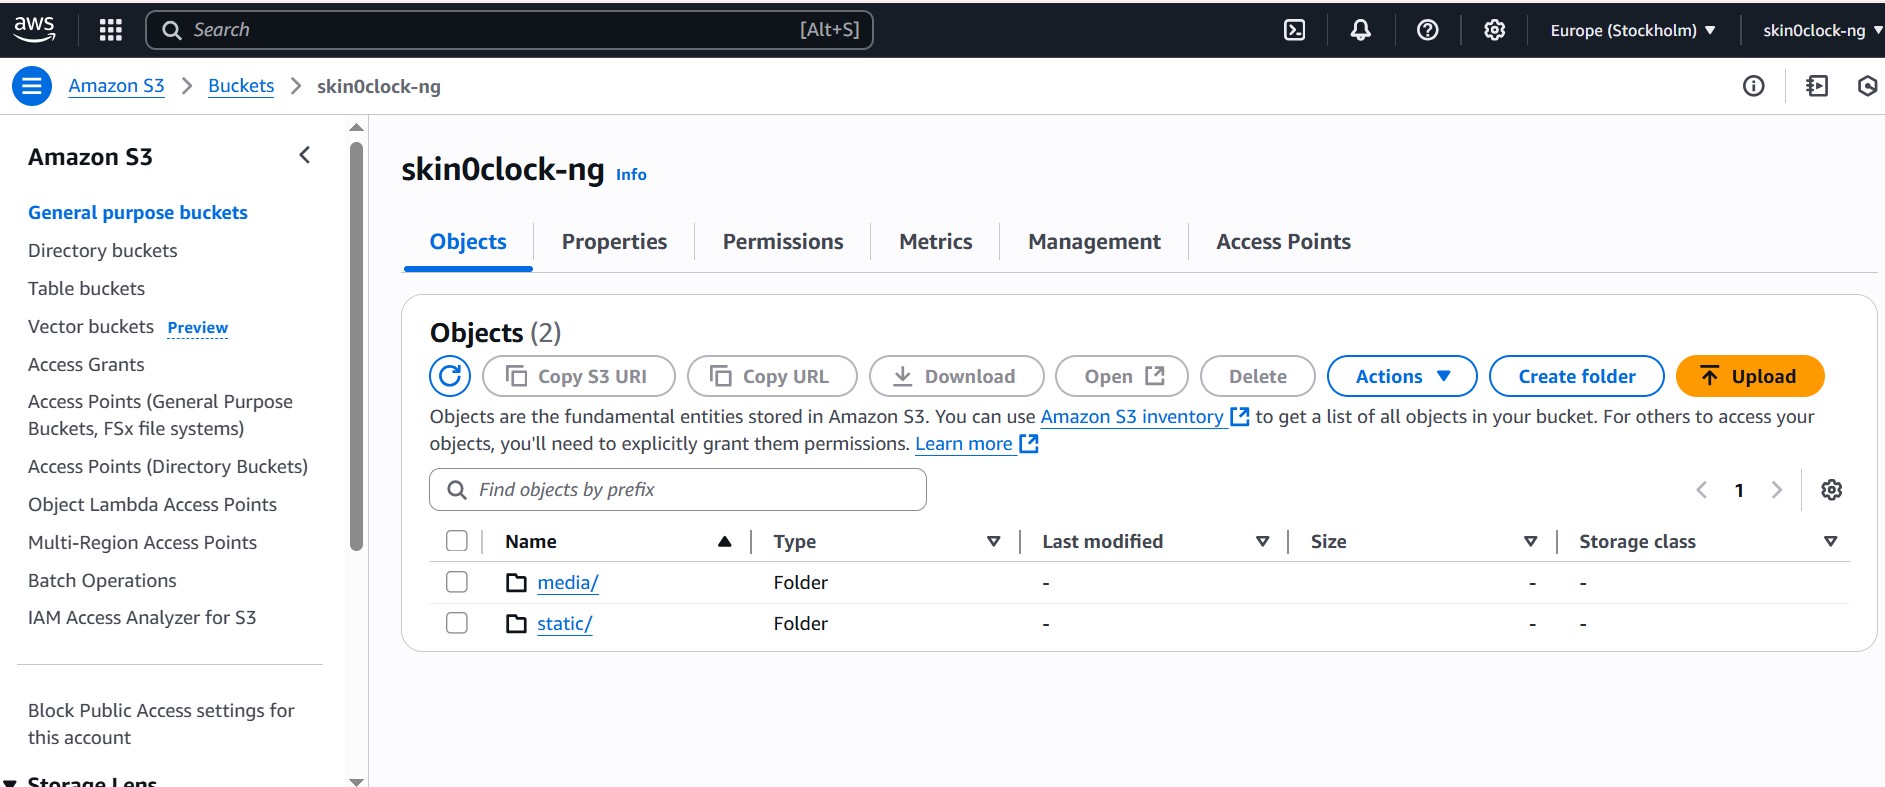 aws
Search [Alt+S]
Europe (Stockholm)
skin0clock-ng
Amazon S3
Buckets
skin0clock-ng
Amazon S3
General purpose buckets
Directory buckets
Table buckets
Vector buckets Preview
Access Grants
Access Points (General Purpose
Buckets, FSx file systems)
Access Points (Directory Buckets)
Object Lambda Access Points
Multi-Region Access Points
Batch Operations
IAM Access Analyzer for S3
Block Public Access settings for
this account
Storage Lens
skin0clock-ng Info
Objects
Properties
Permissions
Metrics
Management
Access Points
Objects (2)
Copy S3 URI
Copy URL
Download
Open
Delete
Actions
Create folder
Upload
Objects are the fundamental entities stored in Amazon S3. You can use Amazon S3 inventory to get a list of all objects in your bucket. For others to access your
objects, you'll need to explicitly grant them permissions. Learn more
Find objects by prefix
1
Name Type Last modified Size Storage class
media/ Folder - - -
static/ Folder - - -